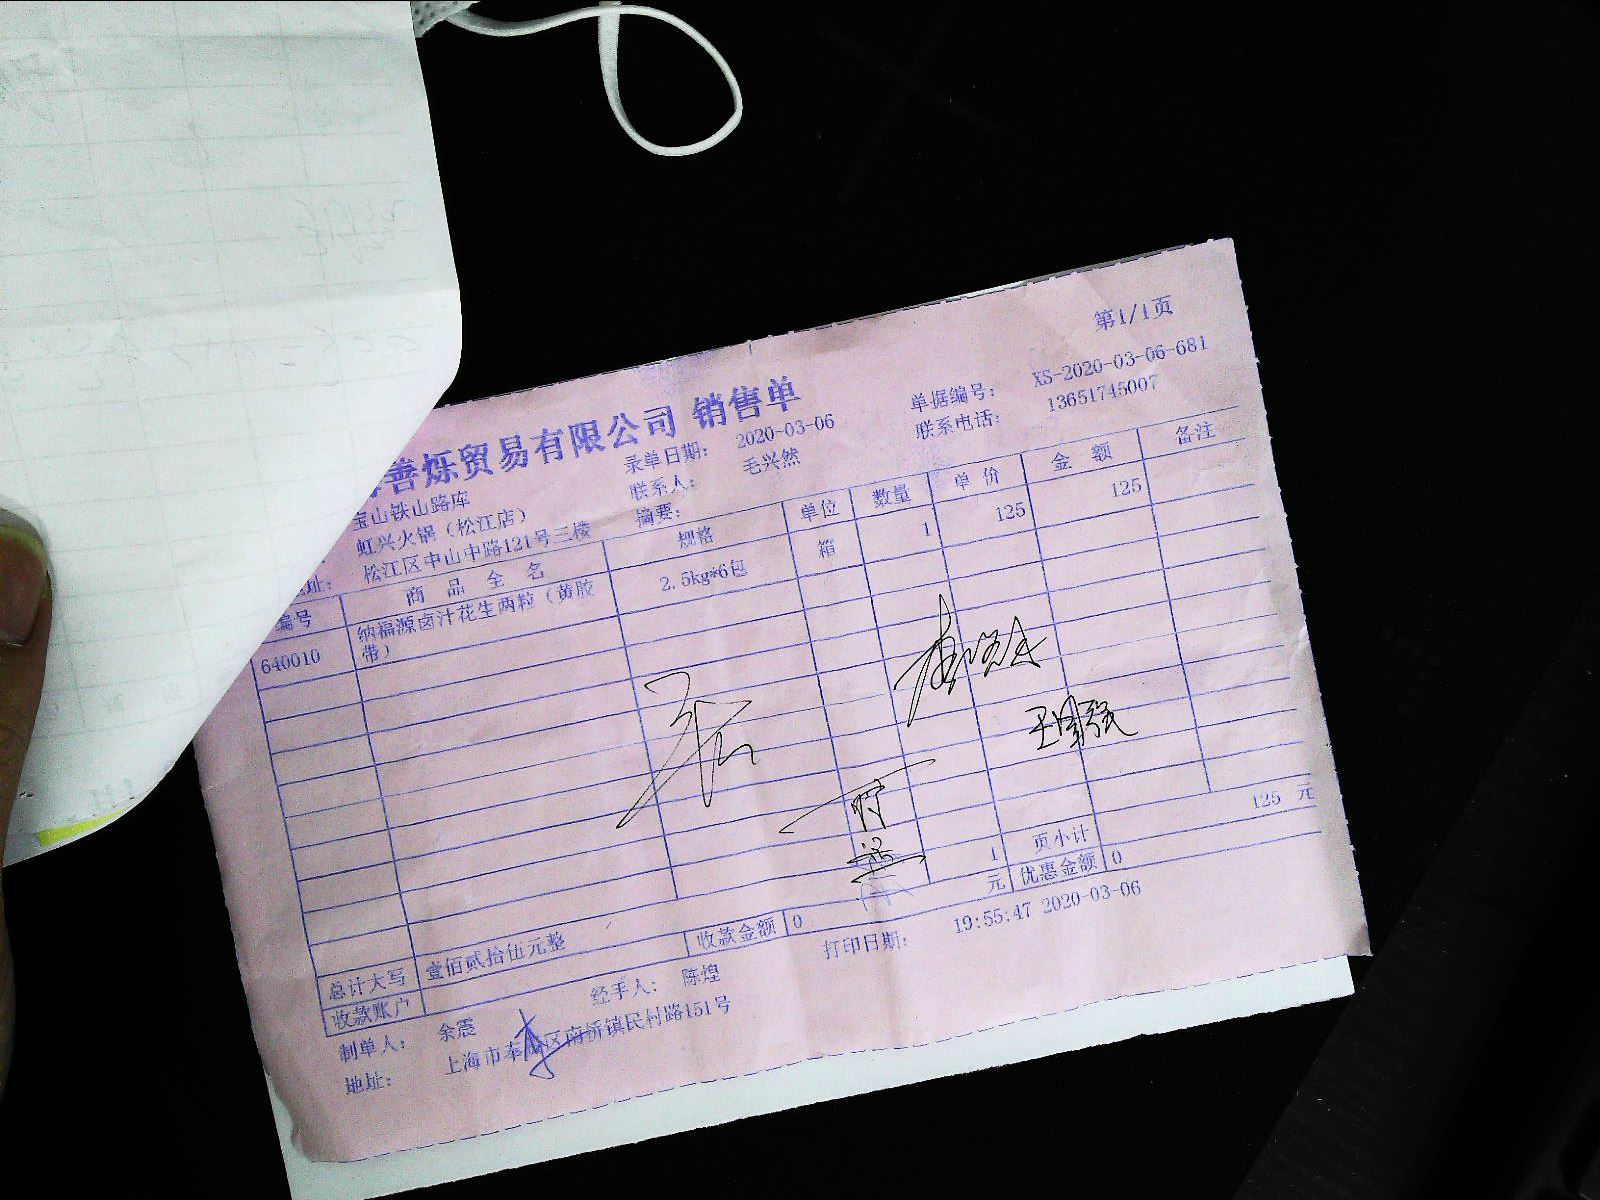 第1/1页
善烁贸易有限公司 销售单
单据编号: XS-2020-03-06-681
录单日期: 2020-03-06
联系电话: 13651745007
宝山铁山路库
联系人: 毛兴然
虹兴火锅（松江店）
摘要:
址: 松江区中山中路121号三楼
编号 商品全名 规格 单位 数量 单价 金额 备注
640010 纳福源卤汁花生两粒（黄胶带） 2.5kg*6包 箱 1 125 125
王国强
1 页小计 125 元
总计大写 壹佰贰拾伍元整 收款金额 0 元 优惠金额 0
收款账户
制单人: 余震 经手人: 陈煌 打印日期: 19:55:47 2020-03-06
地址: 上海市奉区南桥镇民村路151号